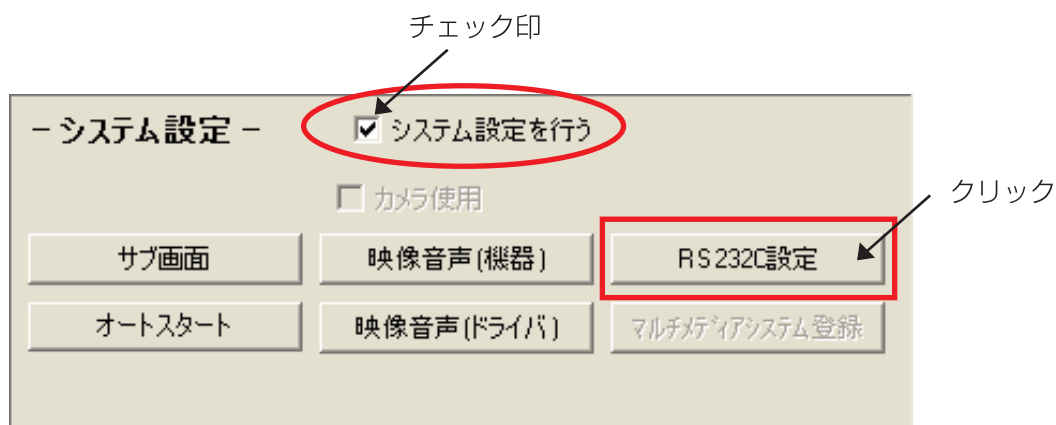 チェック印
－システム設定－ システム設定を行う
カメラ使用
クリック
サブ画面 映像音声(機器) RS232C設定
オートスタート 映像音声(ドライバ) マルチメディアシステム登録